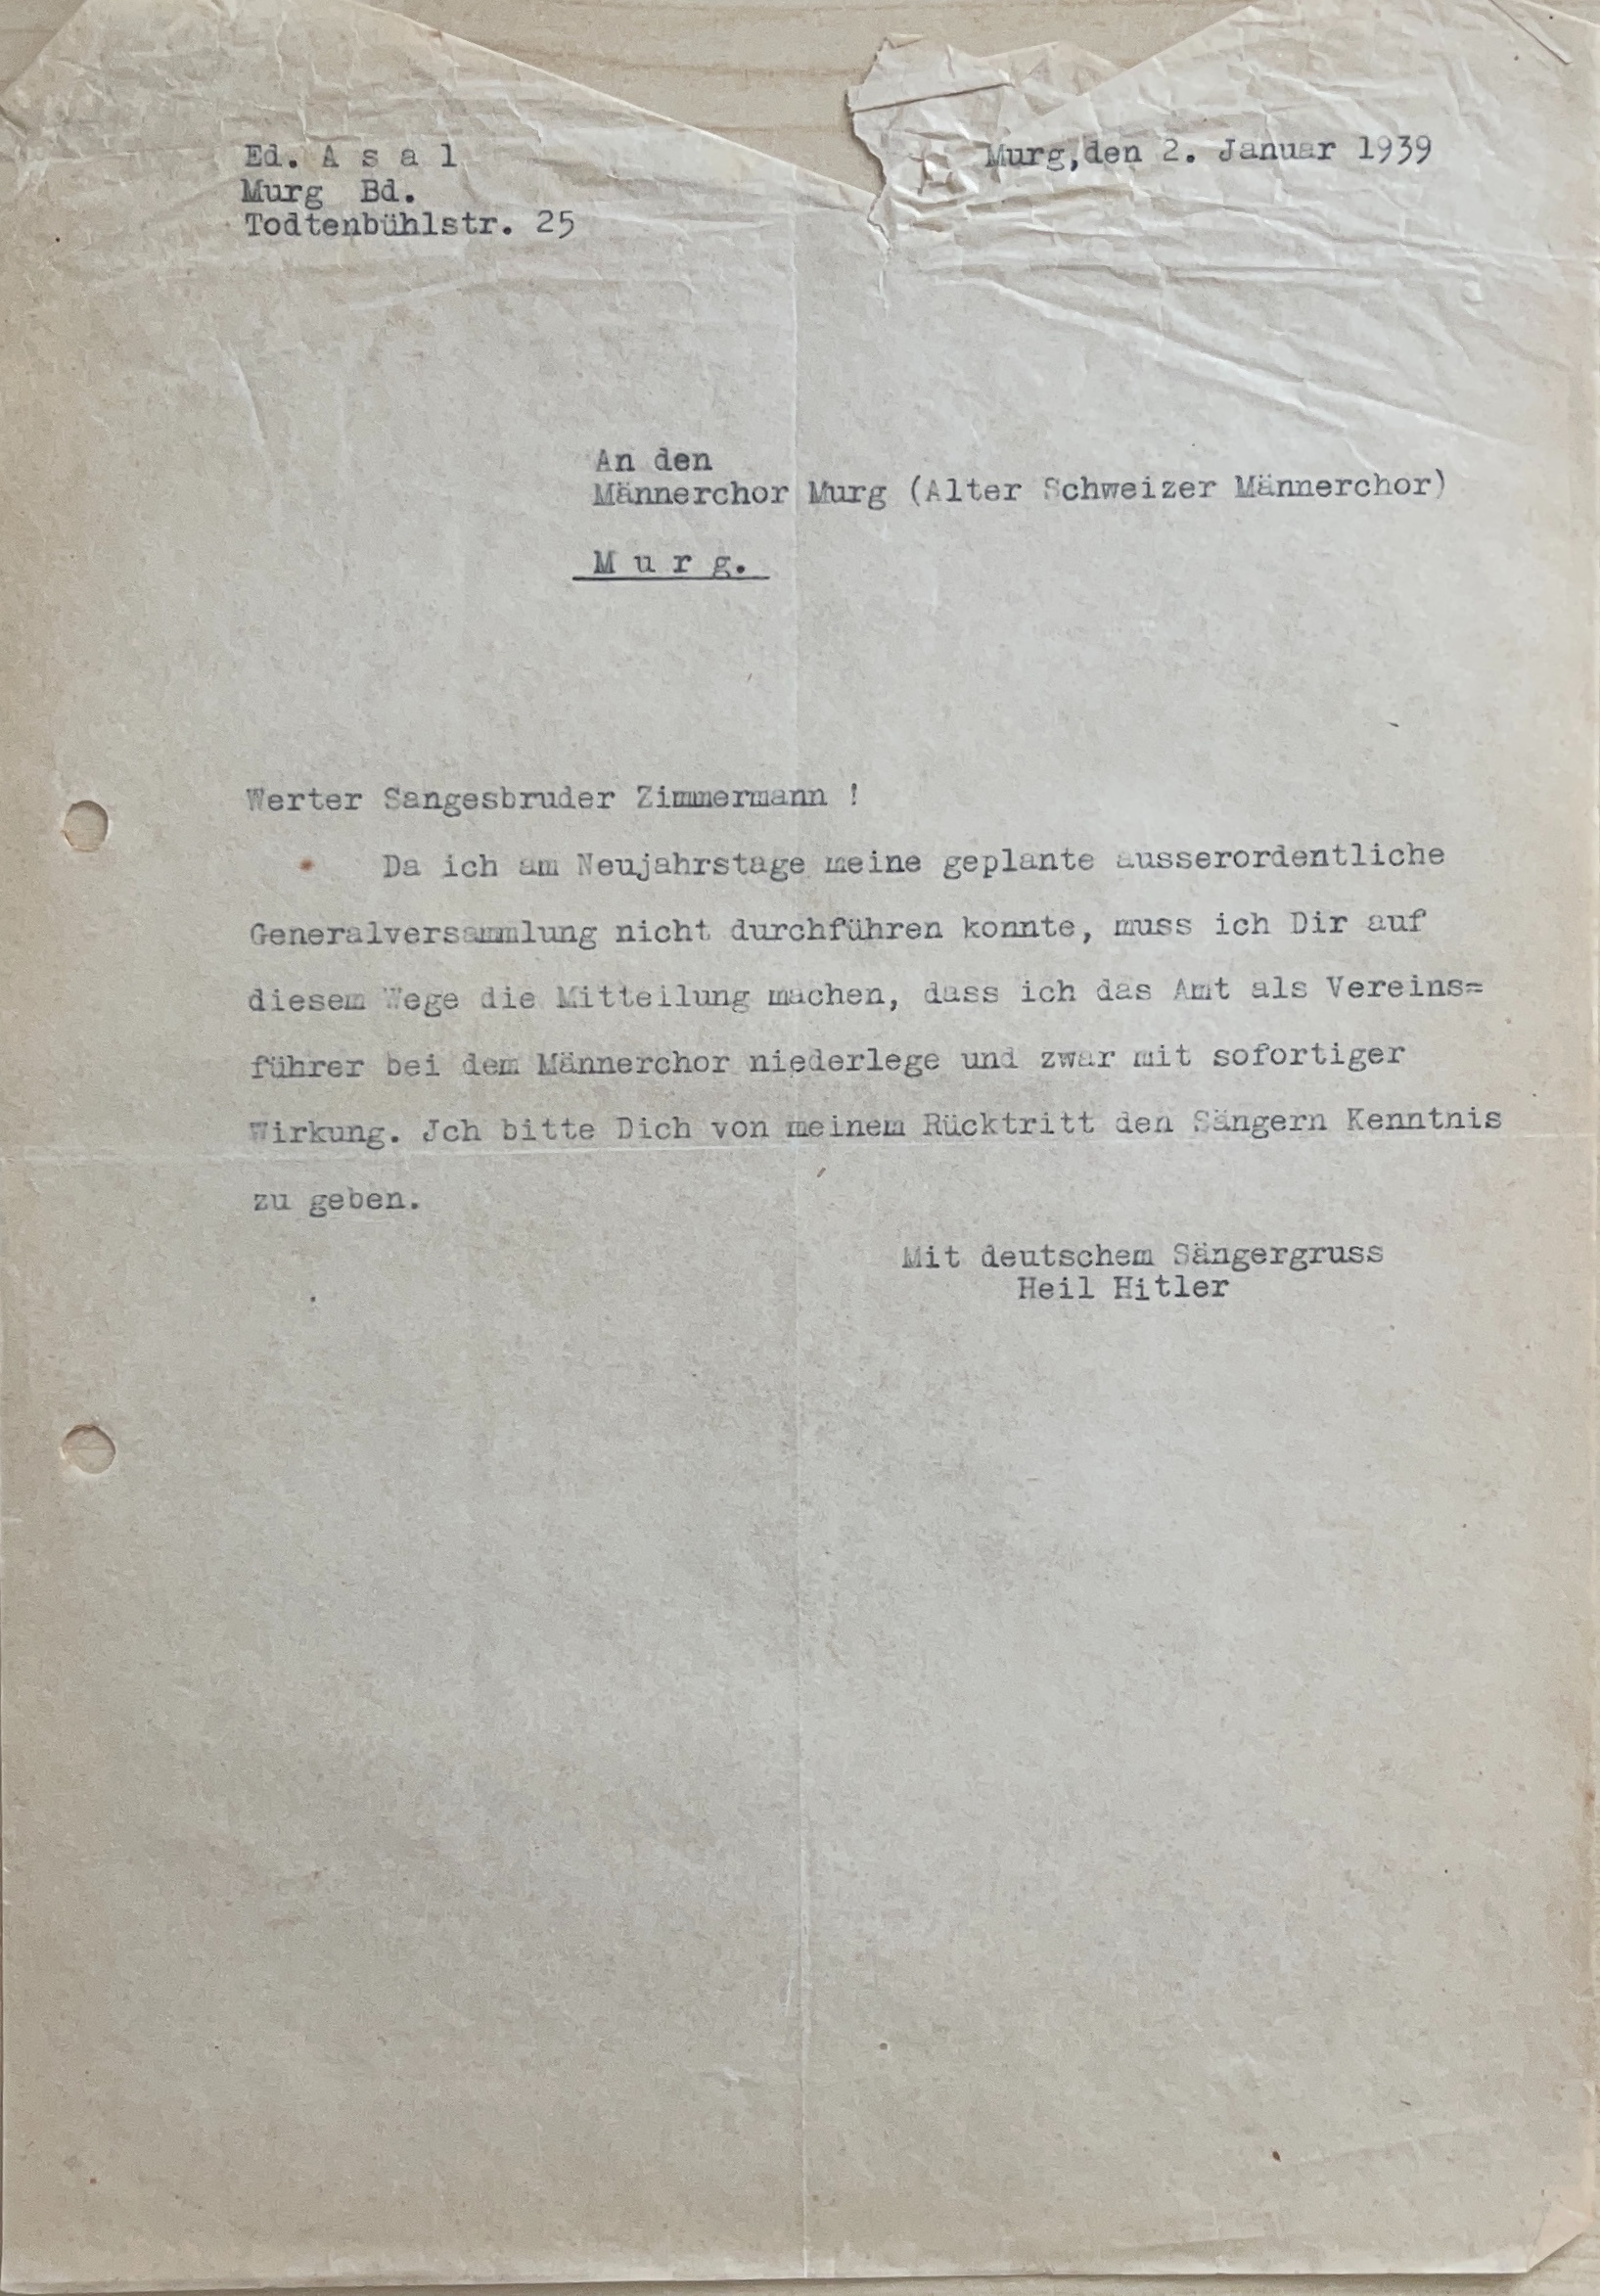 Ed. A s a l
Murg Bd.
Todtenbühlstr. 25
Murg,den 2. Januar 1939
An den
Männerchor Murg (Alter Schweizer Männerchor)
M u r g.
Werter Sangesbruder Zimmermann !
Da ich am Neujahrstage meine geplante ausserordentliche
Generalversammlung nicht durchführen konnte, muss ich Dir auf
diesem Wege die Mitteilung machen, dass ich das Amt als Vereins=
führer bei dem Männerchor niederlege und zwar mit sofortiger
Wirkung. Jch bitte Dich von meinem Rücktritt den Sängern Kenntnis
zu geben.
Mit deutschem Sängergruss
Heil Hitler